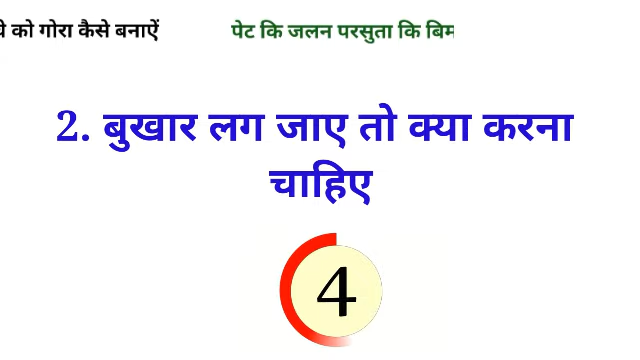 को गोरा कैसे बनाऐं पेट कि जलन परसुता कि
2. बुखार लग जाए तो क्या करना
चाहिए
4